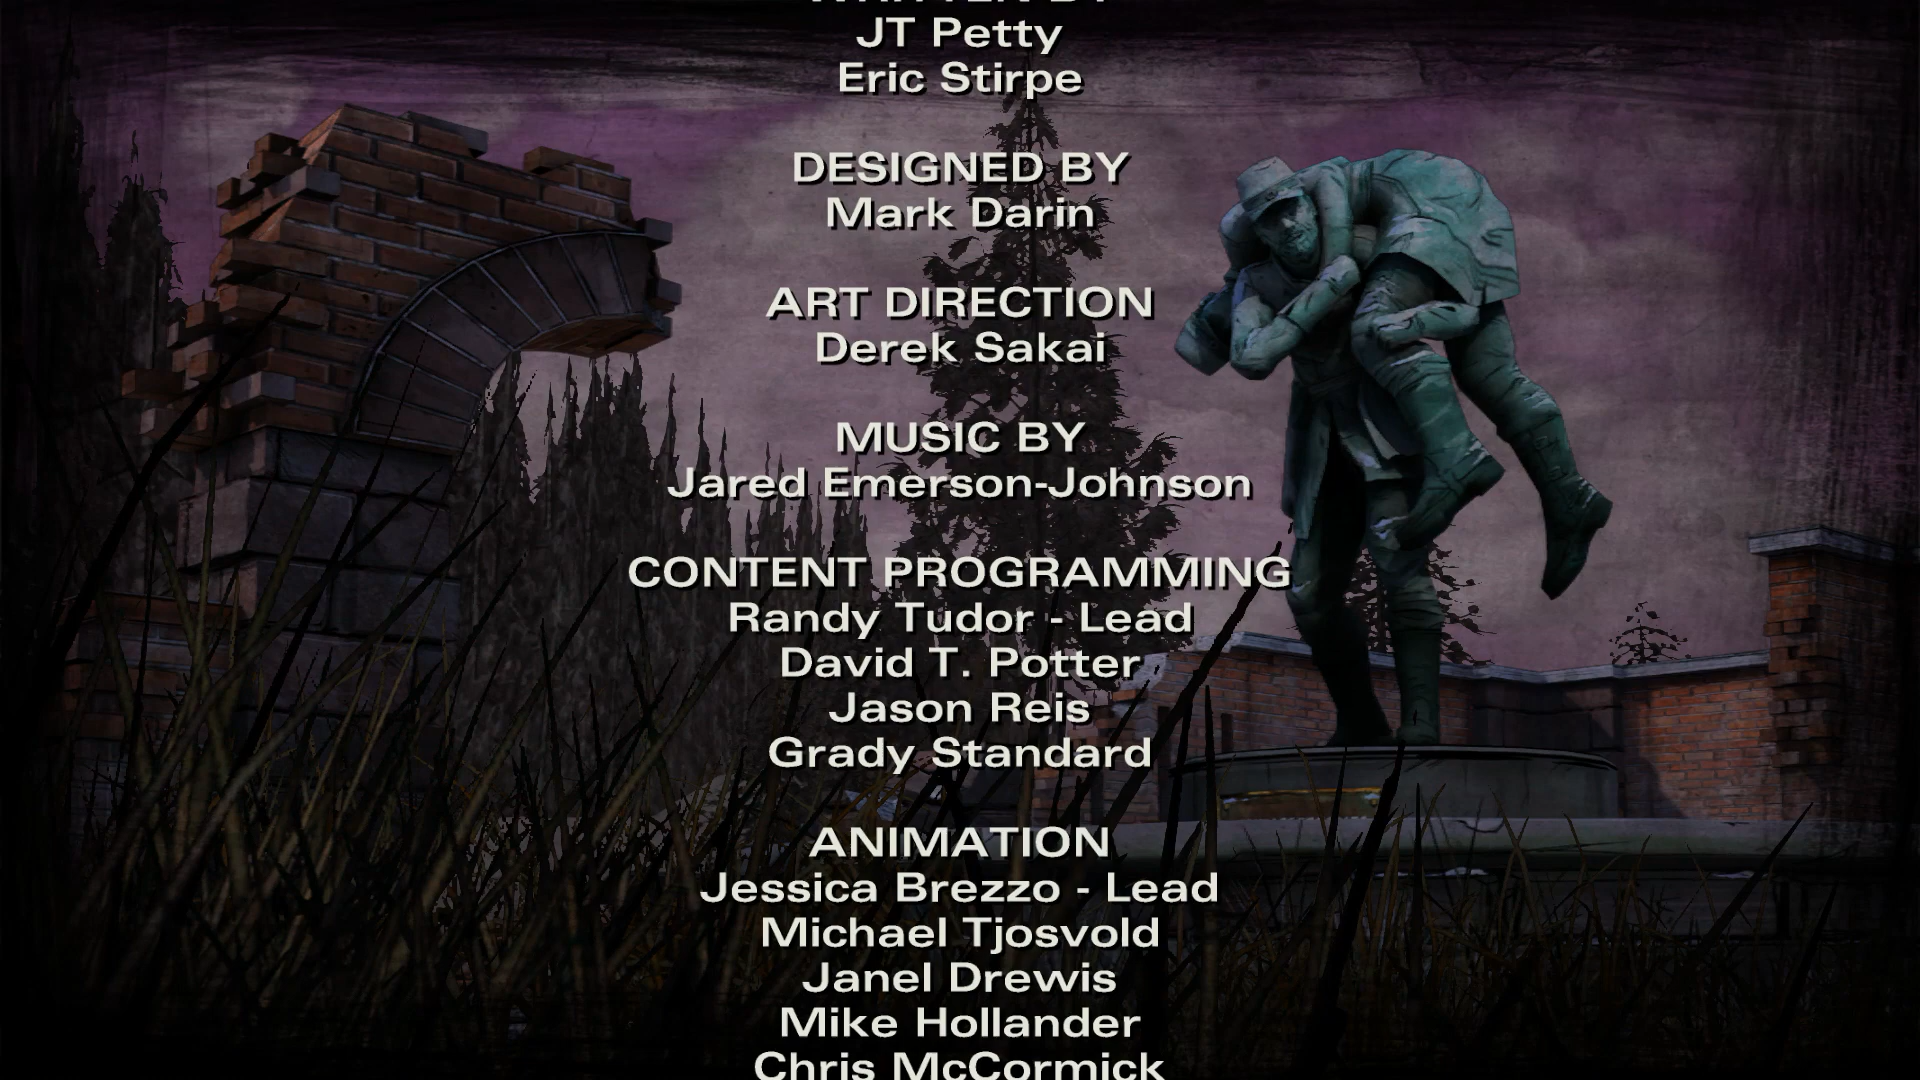 WRITTEN BY
JT Petty
Eric Stirpe
DESIGNED BY
Mark Darin
ART DIRECTION
Derek Sakai
MUSIC BY
Jared Emerson-Johnson
CONTENT PROGRAMMING
Randy Tudor - Lead
David T. Potter
Jason Reis
Grady Standard
ANIMATION
Jessica Brezzo - Lead
Michael Tjosvold
Janel Drewis
Mike Hollander
Chris McCormick